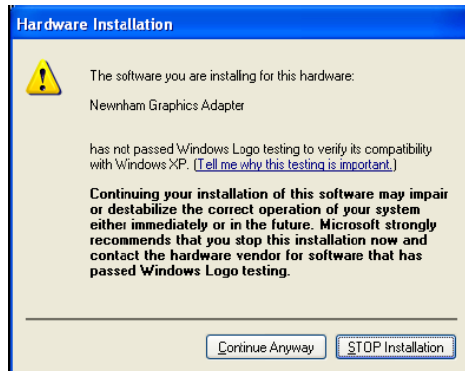 Hardware Installation
The software you are installing for this hardware:
Newnham Graphics Adapter
has not passed Windows Logo testing to verify its compatibility
with Windows XP. (Tell me why this testing is important.)
Continuing your installation of this software may impair
or destabilize the correct operation of your system
either immediately or in the future. Microsoft strongly
recommends that you stop this installation now and
contact the hardware vendor for software that has
passed Windows Logo testing.
Continue Anyway
STOP Installation